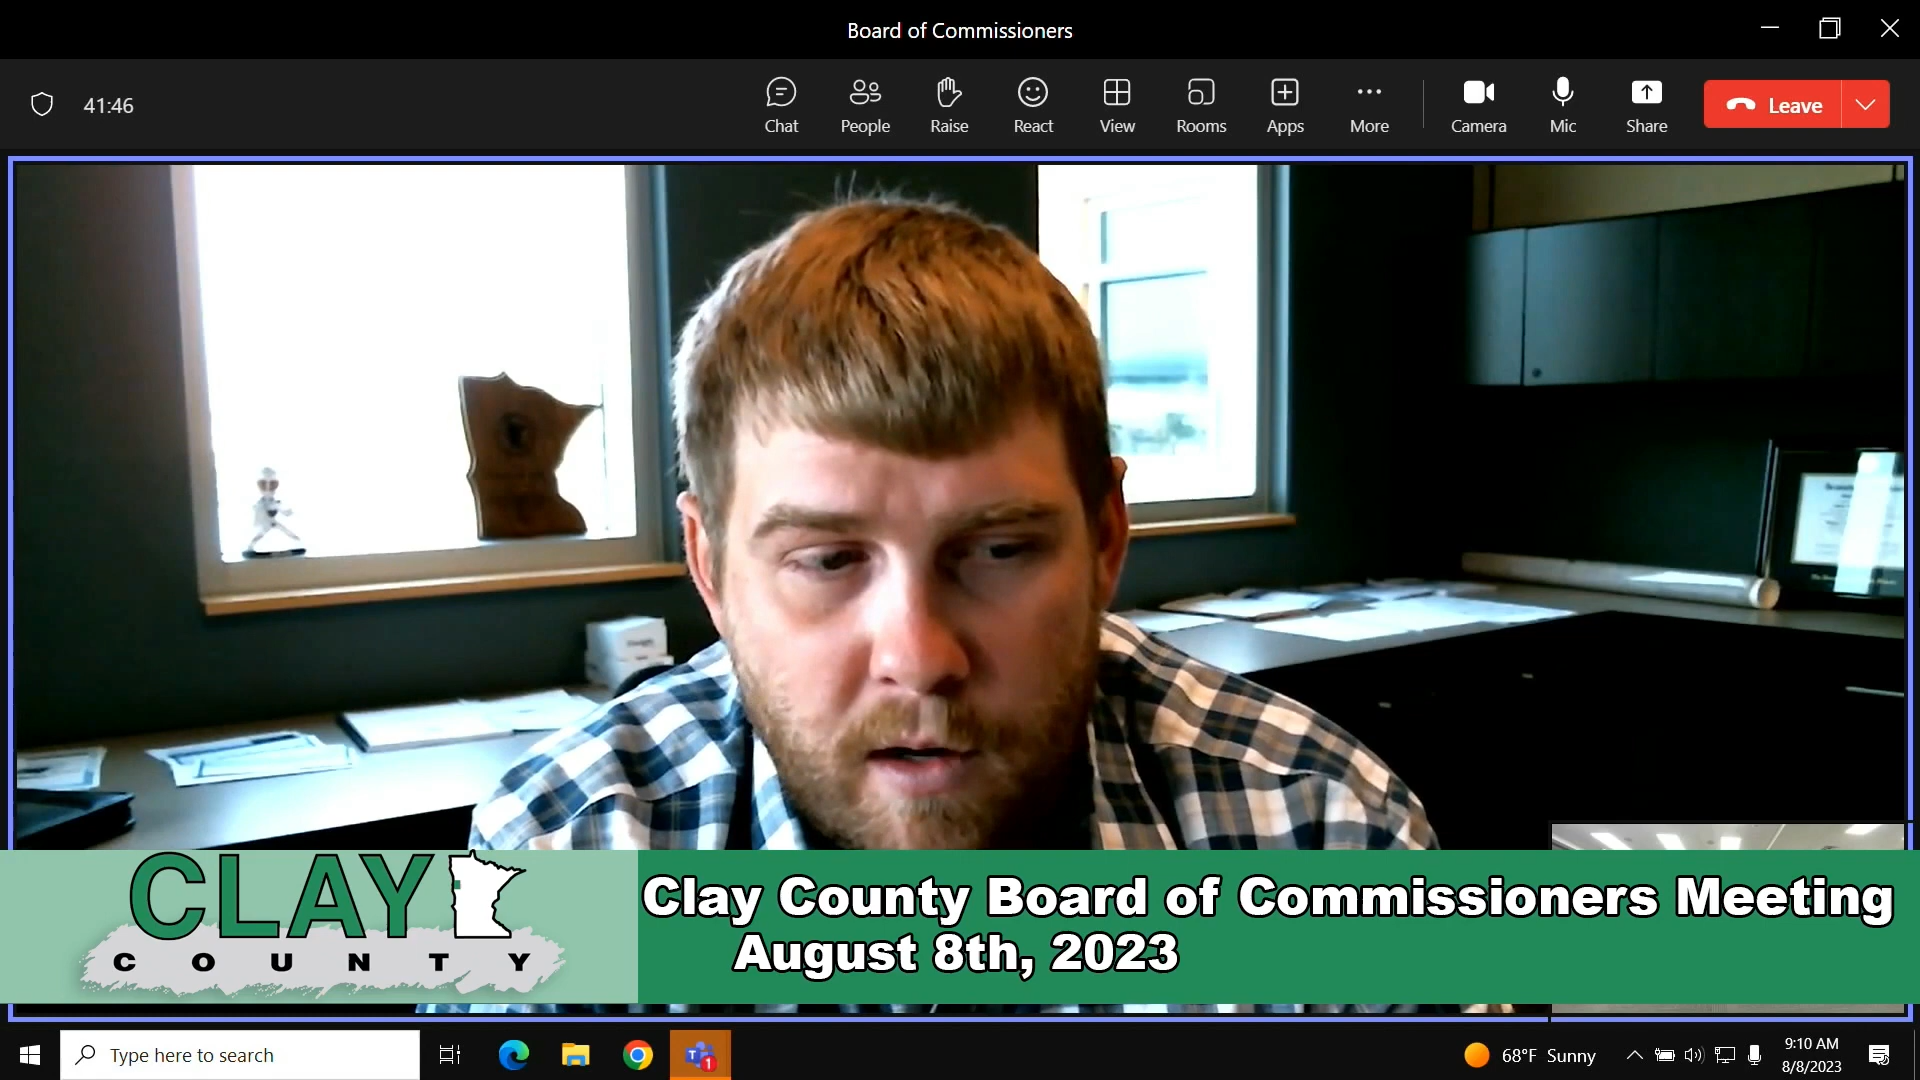 Board of Commissioners
41:46
Chat
People
Raise
React
View
Rooms
Apps
More
Camera
Mic
Share
Leave
CLAY
COUNTY
Clay County Board of Commissioners Meeting
August 8th, 2023
Type here to search
T
1
68°F Sunny
9:10 AM
8/8/2023